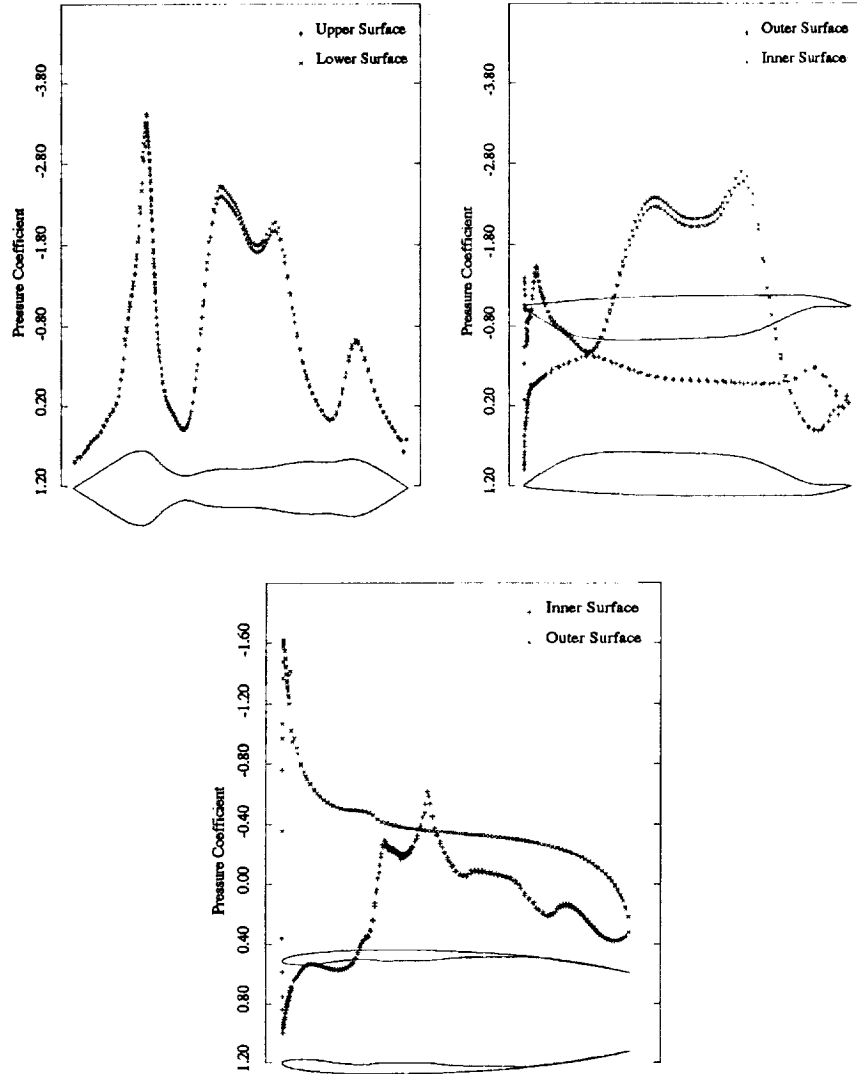 Upper Surface
Lower Surface
Pressure Coefficient
-3.80
-2.80
-1.80
-0.80
0.20
1.20
Outer Surface
Inner Surface
Pressure Coefficient
-3.80
-2.80
-1.80
-0.80
0.20
1.20
Inner Surface
Outer Surface
Pressure Coefficient
-1.60
-1.20
-0.80
-0.40
0.00
0.40
0.80
1.20